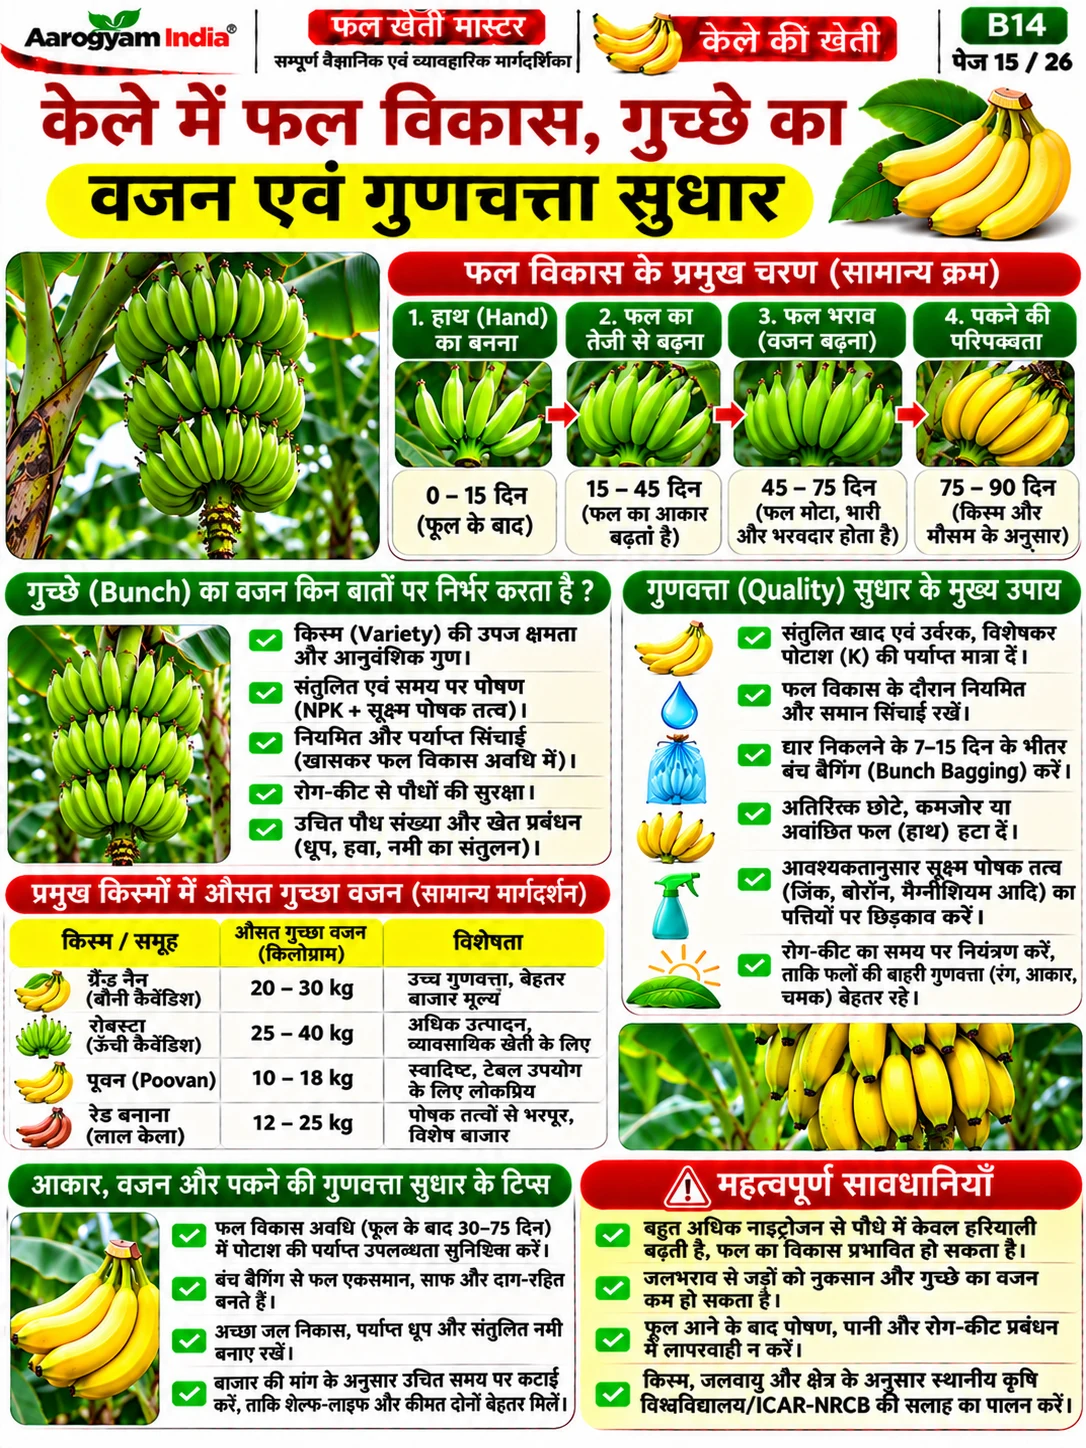 Aarogyam India®
फल खेती मास्टर
सम्पूर्ण वैज्ञानिक एवं व्यावहारिक मार्गदर्शिका
केले की खेती
B14
पेज 15 / 26
केले में फल विकास, गुच्छे का
वजन एवं गुणचत्ता सुधार
फल विकास के प्रमुख चरण (सामान्य क्रम)
1. हाथ (Hand)
का बनना
0 – 15 दिन
(फूल के बाद)
2. फल का
तेजी से बढ़ना
15 – 45 दिन
(फल का आकार
बढ़तां है)
3. फल भराव
(वजन बढ़ना)
45 – 75 दिन
(फल मोटा, भारी
और भरवदार होता है)
4. पकने की
परिपक्बता
75 – 90 दिन
(किस्म और
मौसम के अनुसार)
गुच्छे (Bunch) का वजन किन बातों पर निर्भर करता है ?
किस्म (Variety) की उपज क्षमता
और आनुवंशिक गुण।
संतुलित एवं समय पर पोषण
(NPK + सूक्ष्म पोषक तत्व)।
नियमित और पर्याप्त सिंचाई
(खासकर फल विकास अवधि में)।
रोग-कीट से पौधों की सुरक्षा।
उचित पौध संख्या और खेत प्रबंधन
(धूप, हवा, नमी का संतुलन)।
गुणवत्ता (Quality) सुधार के मुख्य उपाय
संतुलित खाद एवं उर्वरक, विशेषकर
पोटाश (K) की पर्याप्त मात्रा दें।
फल विकास के दौरान नियमित
और समान सिंचाई रखें।
द्यार निकलने के 7–15 दिन के भीतर
बंच बैगिंग (Bunch Bagging) करें।
अतिरित्क छोटे, कमजोर या
अवांछित फल (हाथ) हटा दें।
आवश्यकतानुसार सूक्ष्म पोषक तत्व
(जिंक, बोरॉन, मैग्नीशियम आदि) का
पत्तियों पर छिड़काव करें।
रोग-कीट का समय पर नियंत्रण करें,
ताकि फलों की बाहरी गुणवत्ता (रंग, आकार,
चमक) बेहतर रहे।
प्रमुख किस्मों में औसत गुच्छा वजन (सामान्य मार्गदर्शन)
किस्म / समूह
औसत गुच्छा वजन
(किलोग्राम)
विशेषता
ग्रैंन्ड नैन
(बौनी कैवेंडिश)
20 – 30 kg
उच्च गुणवत्ता, बेहतर
बाजार मूल्य
रोबस्टा
(ऊँची कैवेंडिश)
25 – 40 kg
अधिक उत्पादन,
व्यावसायिक खेती के लिए
पूवन (Poovan)
10 – 18 kg
स्वादिष्ट, टेबल उपयोग
के लिए लोकप्रिय
रेड बनाना
(लाल केला)
12 – 25 kg
पोषक तत्वों से भरपूर,
विशेष बाजार
आकार, वजन और पकने की गुणवत्ता सुधार के टिप्स
फल विकास अवधि (फूल के बाद 30–75 दिन)
में पोटाश की पर्याप्त उपलब्धता सुनिश्चित करें।
बंच बैगिंग से फल एकसमान, साफ और दाग-रहित
बनते हैं।
अच्छा जल निकास, पर्याप्त धूप और संतुलित नमी
बनाए रखें।
बाजार की मांग के अनुसार उचित समय पर कटाई
करें, ताकि शेल्फ-लाइफ और कीमत दोनों बेहतर मिलें।
महत्वपूर्ण सावधानियाँ
बहुत अधिक नाइट्रोजन से पौधे में केवल हरियाली
बढ़ती है, फल का विकास प्रभावित हो सकता है।
जलभराव से जड़ों को नुकसान और गुच्छे का वजन
कम हो सकता है।
फूल आने के बाद पोषण, पानी और रोग-कीट प्रबंधन
में लापरवाही न करें।
किस्म, जलवायु और क्षेत्र के अनुसार स्थानीय कृषि
विश्वविद्यालय/ICAR-NRCB की सलाह का पालन करें।